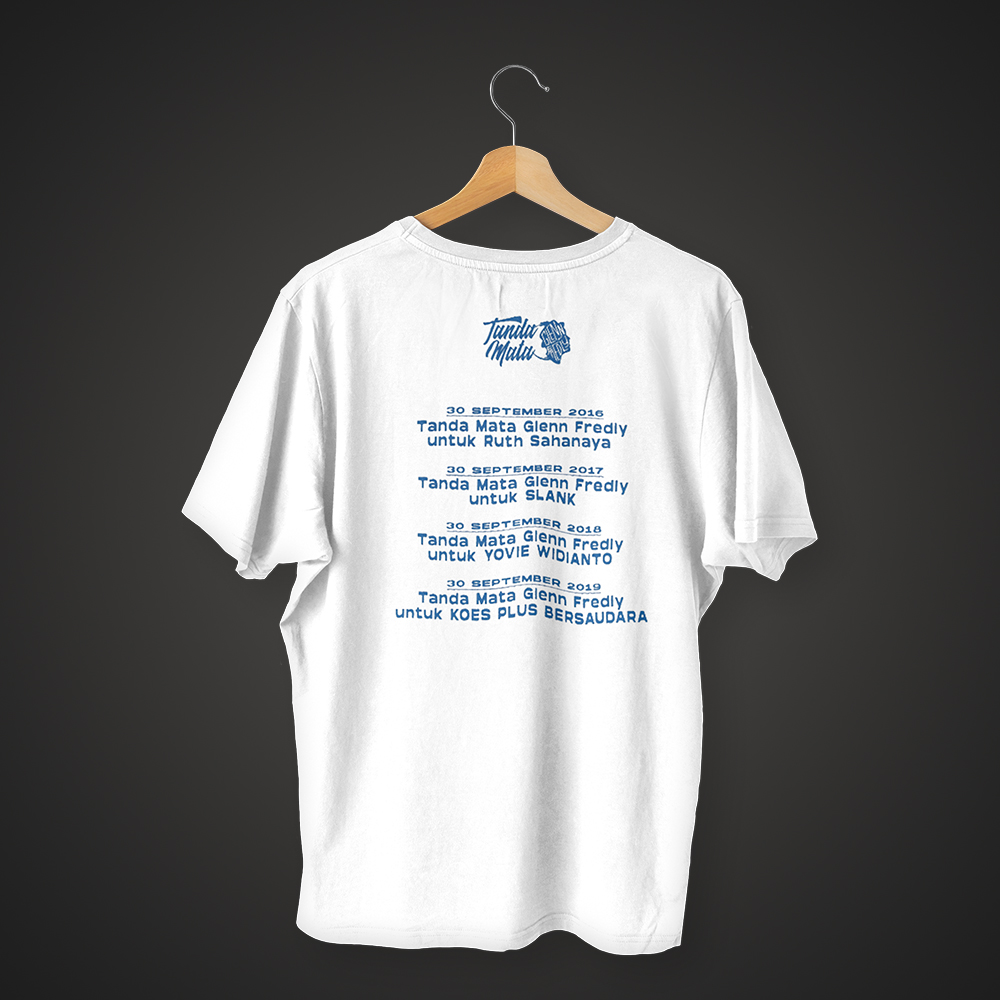 Tanda
Mata
GLENN
FREDLY
30 SEPTEMBER 2016
Tanda Mata Glenn Fredly
untuk Ruth Sahanaya
30 SEPTEMBER 2017
Tanda Mata Glenn Fredly
untuk SLANK
30 SEPTEMBER 2018
Tanda Mata Glenn Fredly
untuk YOVIE WIDIANTO
30 SEPTEMBER 2019
Tanda Mata Glenn Fredly
untuk KOES PLUS BERSAUDARA